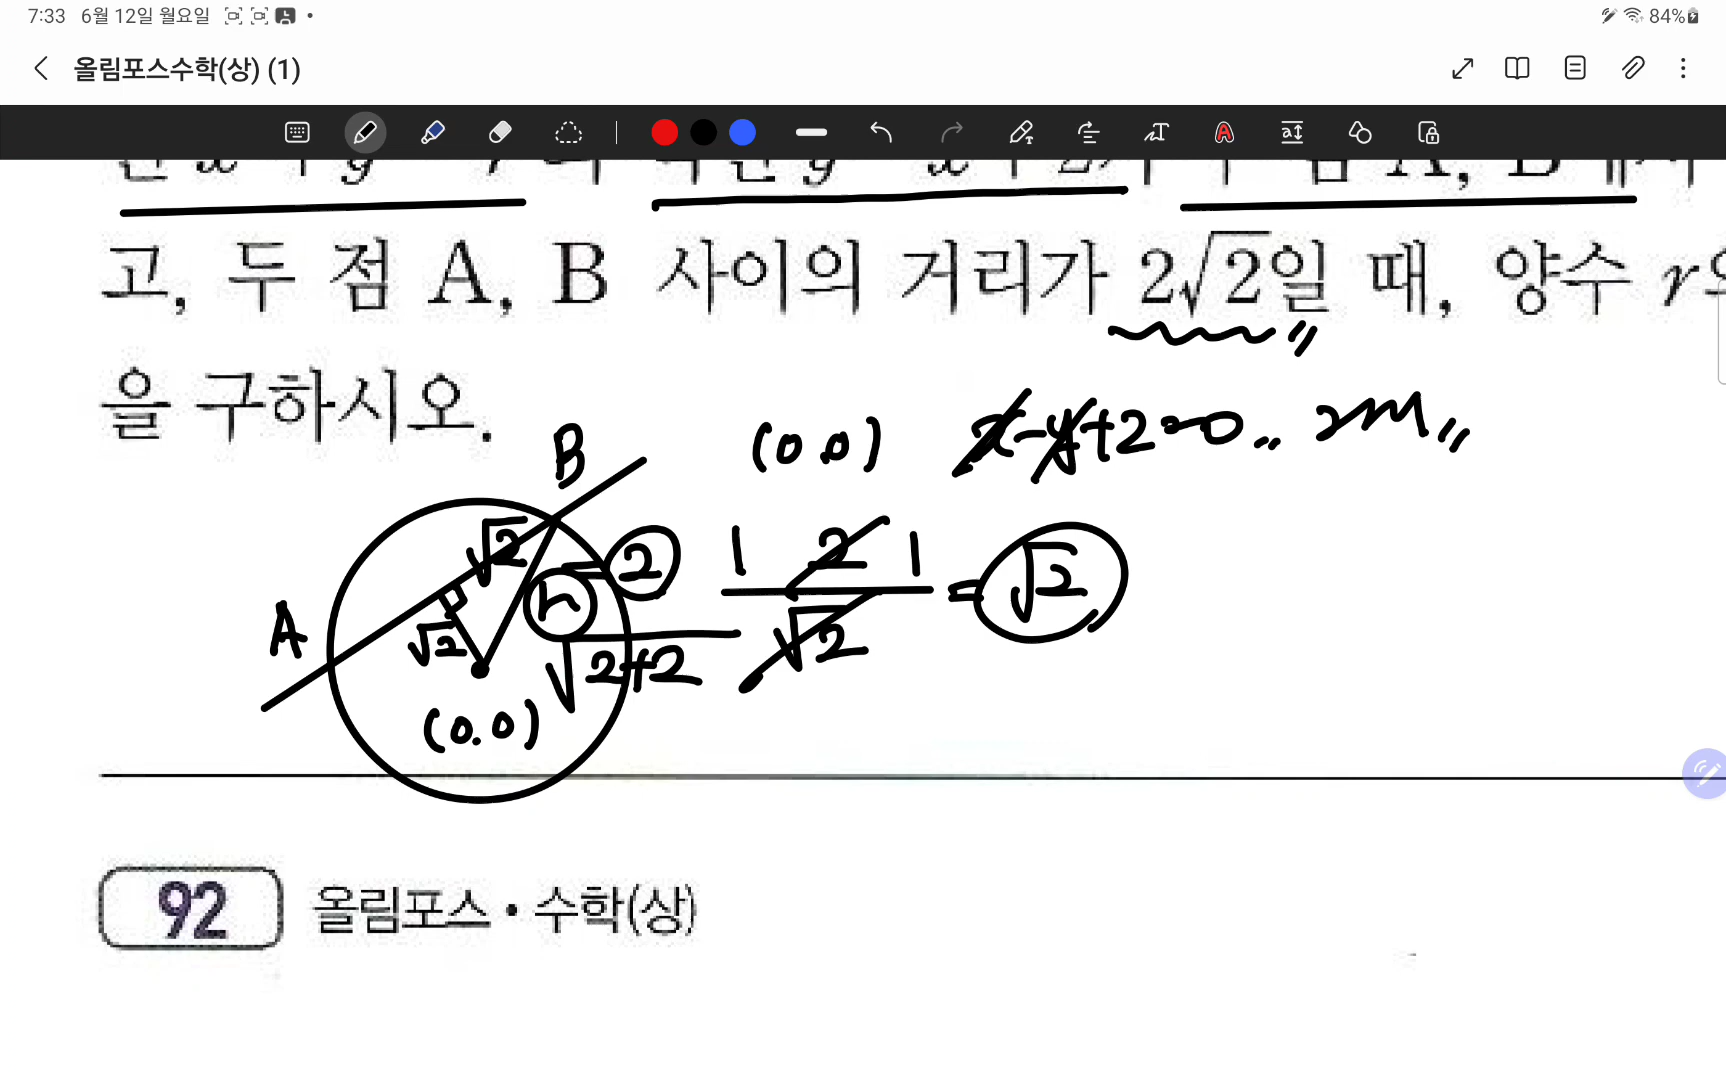 7:33 6월 12일 월요일 84%
올림포스수학(상) (1)
고, 두 점 A, B 사이의 거리가 2√2일 때, 양수 r
을 구하시오.
B (0.0) x-y+2=0
√2 2 | 2 | = √2
A √2 √2+2 √2
(0.0)
92 올림포스 • 수학(상)